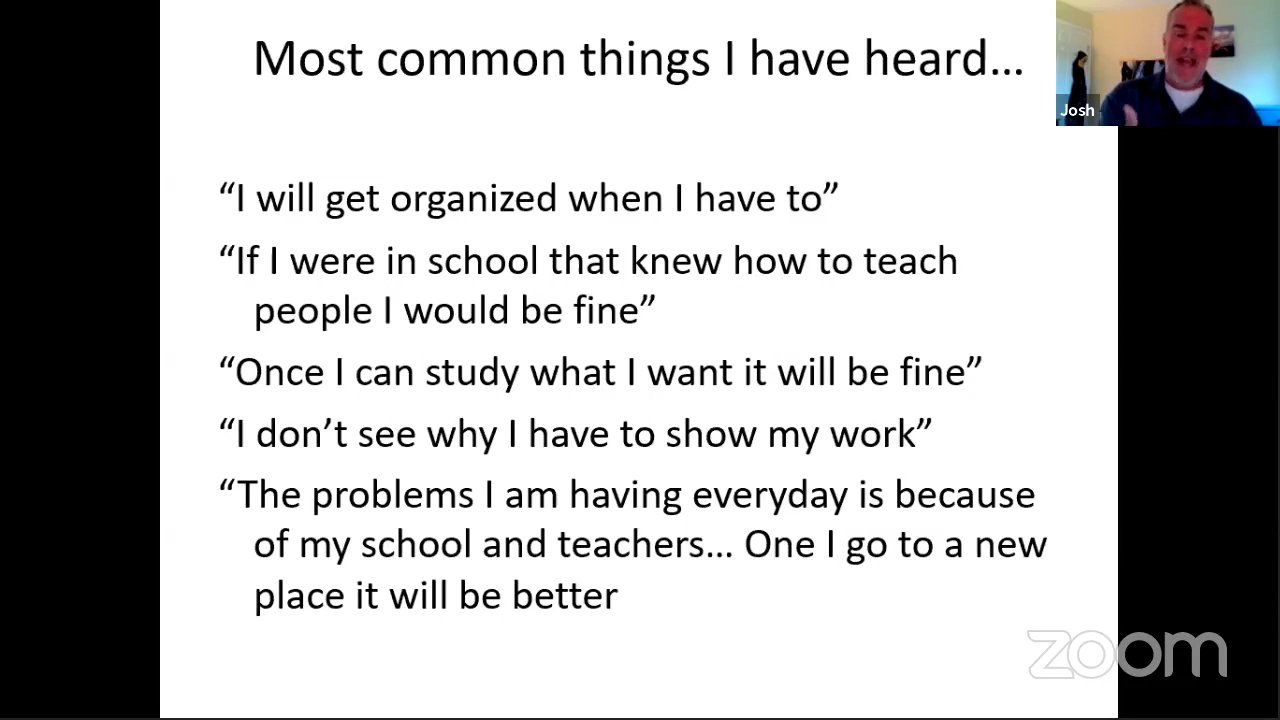 Most common things I have heard…
Josh
“I will get organized when I have to”
“If I were in school that knew how to teach
people I would be fine”
“Once I can study what I want it will be fine”
“I don’t see why I have to show my work”
“The problems I am having everyday is because
of my school and teachers… One I go to a new
place it will be better
zoom